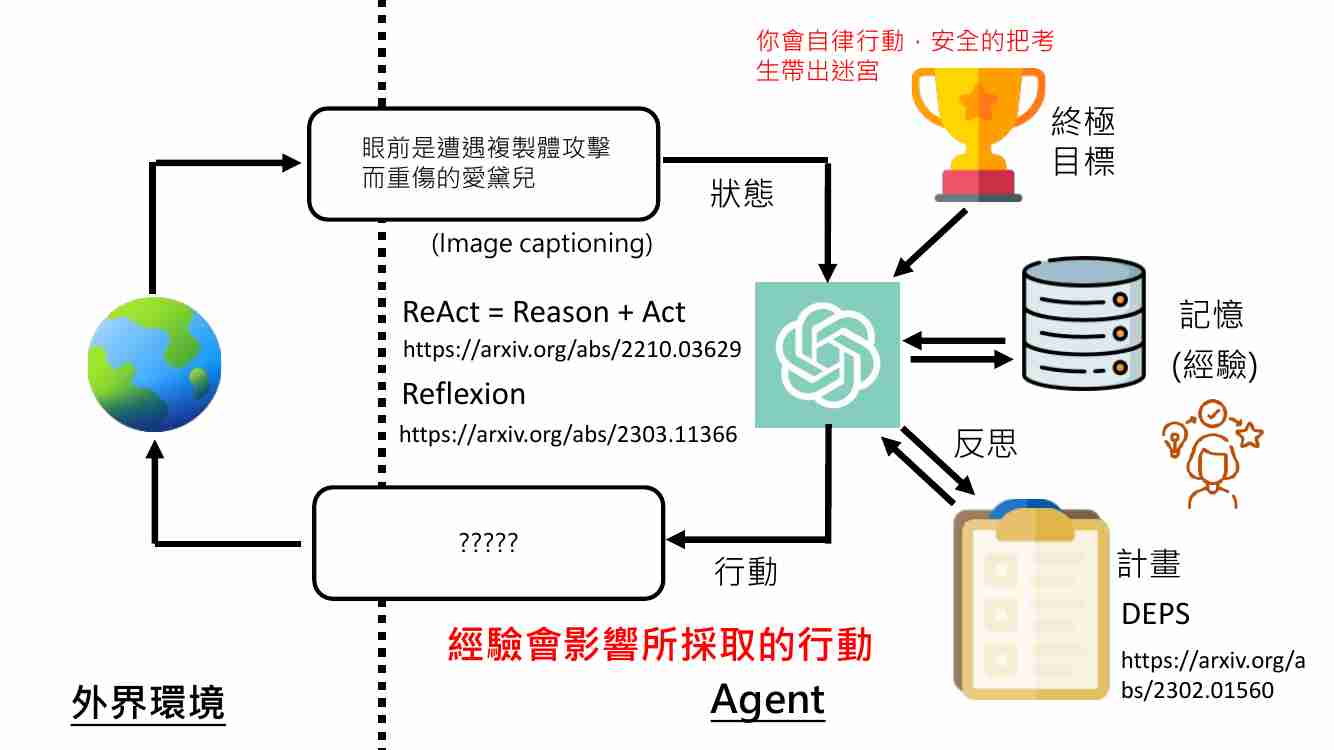 你會自律行動，安全的把考
生帶出迷宮
終極
目標
眼前是遭遇複製體攻擊
而重傷的愛黛兒
狀態
(Image captioning)
ReAct = Reason + Act
https://arxiv.org/abs/2210.03629
Reflexion
https://arxiv.org/abs/2303.11366
記憶
(經驗)
反思
?????
行動
計畫
DEPS
https://arxiv.org/a
bs/2302.01560
經驗會影響所採取的行動
外界環境
Agent